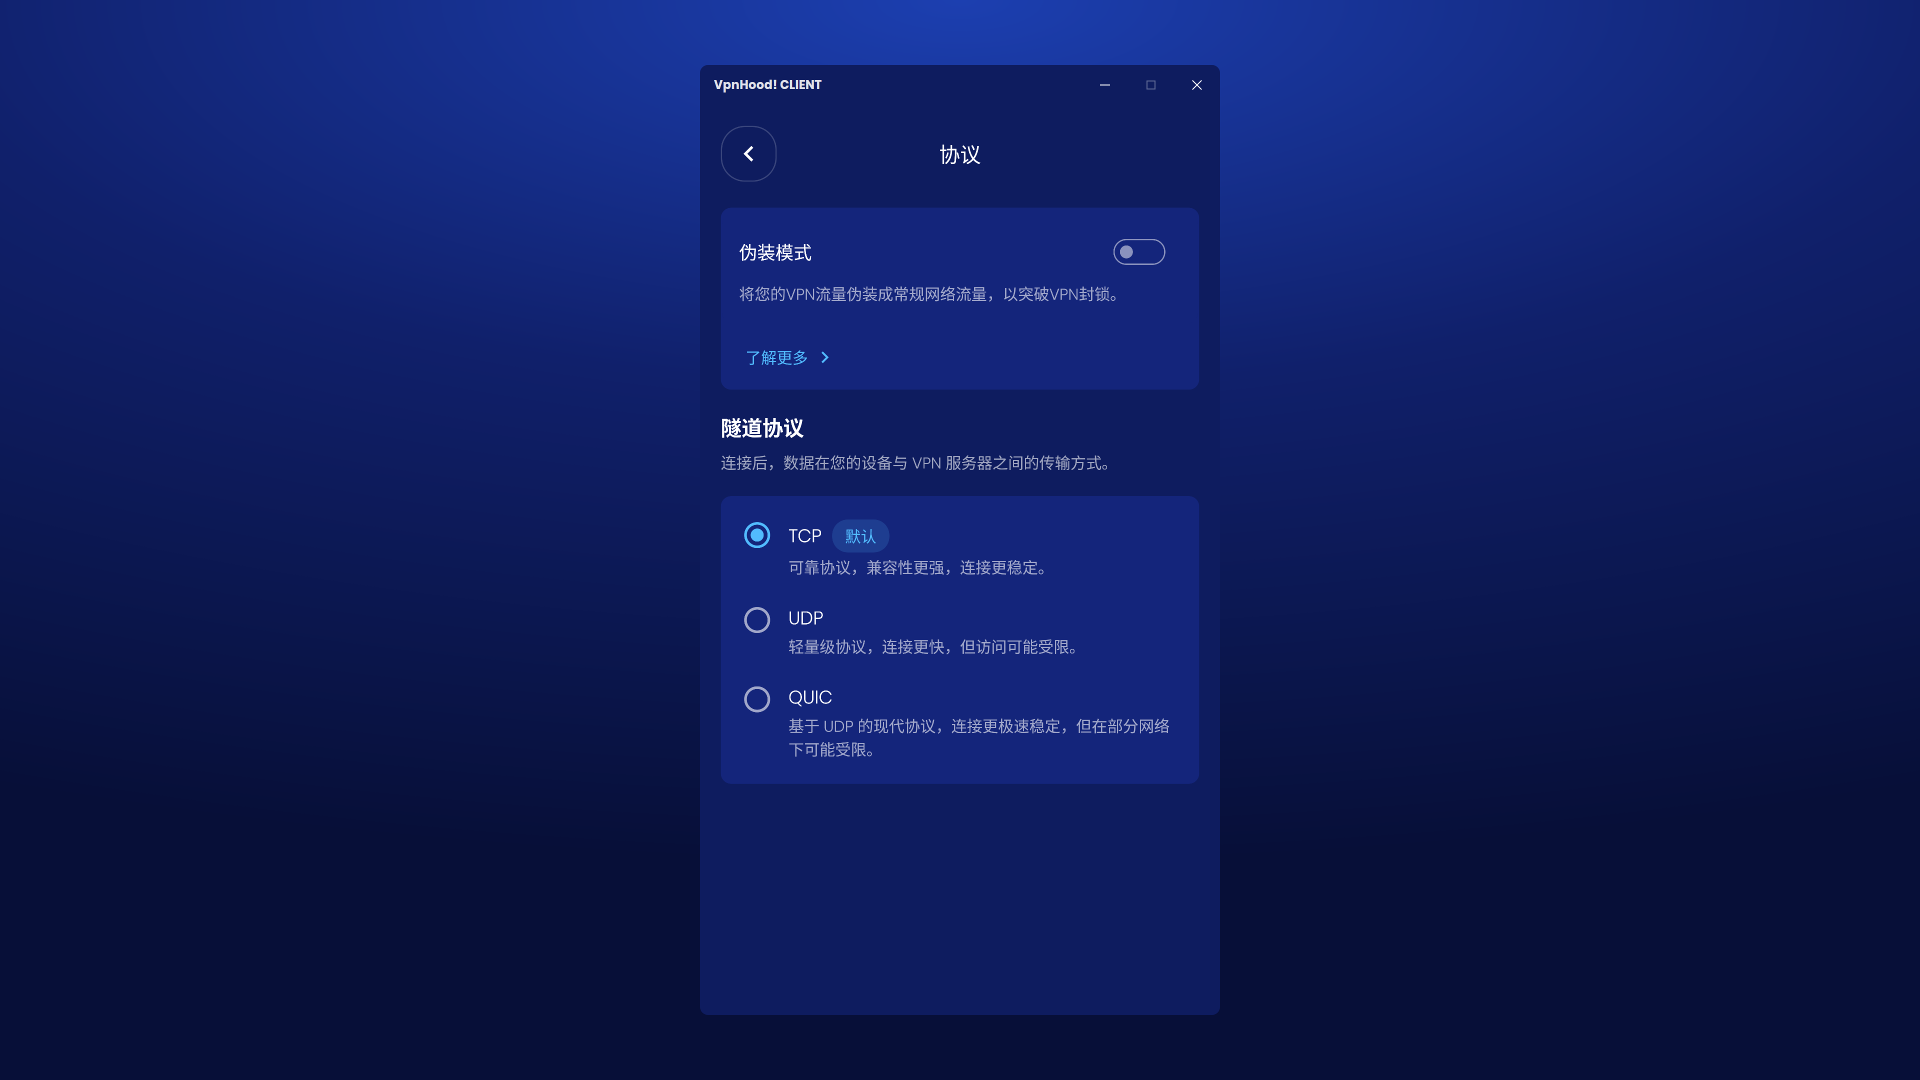 VpnHood! CLIENT
协议
伪装模式
将您的VPN流量伪装成常规网络流量，以突破VPN封锁。
了解更多
隧道协议
连接后，数据在您的设备与 VPN 服务器之间的传输方式。
TCP 默认
可靠协议，兼容性更强，连接更稳定。
UDP
轻量级协议，连接更快，但访问可能受限。
QUIC
基于 UDP 的现代协议，连接更极速稳定，但在部分网络
下可能受限。